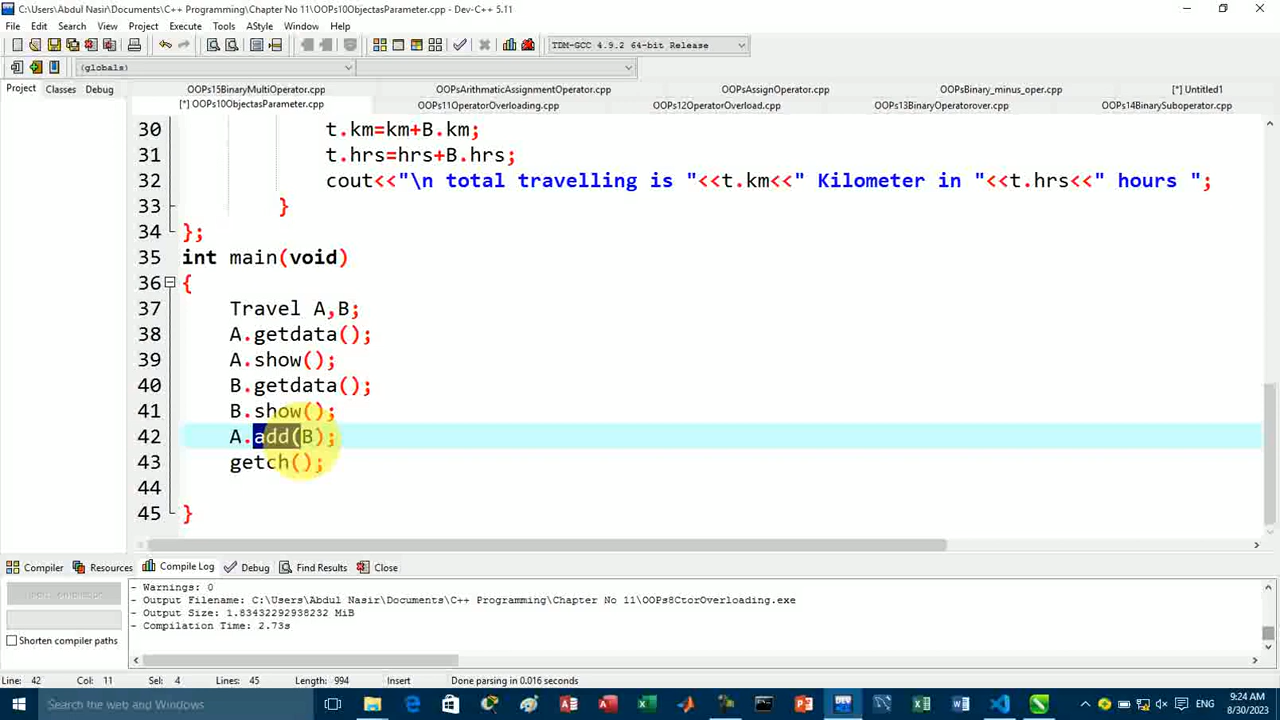 C:\Users\Abdul Nasir\Documents\C++ Programming\Chapter No 11\OOPs10ObjectasParameter.cpp - Dev-C++ 5.11
File Edit Search View Project Execute Tools AStyle Window Help
TDM-GCC 4.9.2 64-bit Release
(globals)
Project Classes Debug
OOPs15BinaryMultiOperator.cpp OOPsArithmaticAssignmentOperator.cpp OOPsAssignOperator.cpp OOPsBinary_minus_oper.cpp [*] Untitled1
[*] OOPs10ObjectasParameter.cpp OOPs11OperatorOverloading.cpp OOPs12OperatorOverload.cpp OOPs13BinaryOperatorover.cpp OOPs14BinarySuboperator.cpp
30 t.km=km+B.km;
31 t.hrs=hrs+B.hrs;
32 cout<<"\n total travelling is "<<t.km<<" Kilometer in "<<t.hrs<<" hours ";
33 }
34 };
35 int main(void)
36 {
37 Travel A,B;
38 A.getdata();
39 A.show();
40 B.getdata();
41 B.show();
42 A.add(B);
43 getch();
44
45 }
Compiler Resources Compile Log Debug Find Results Close
- Warnings: 0
- Output Filename: C:\Users\Abdul Nasir\Documents\C++ Programming\Chapter No 11\OOPs8CtorOverloading.exe
- Output Size: 1.83432292938232 MiB
- Compilation Time: 2.73s
Shorten compiler paths
Line: 42 Col: 11 Sel: 4 Lines: 45 Length: 994 Insert Done parsing in 0.016 seconds
Search the web and Windows
DEV
ENG
9:24 AM
8/30/2023